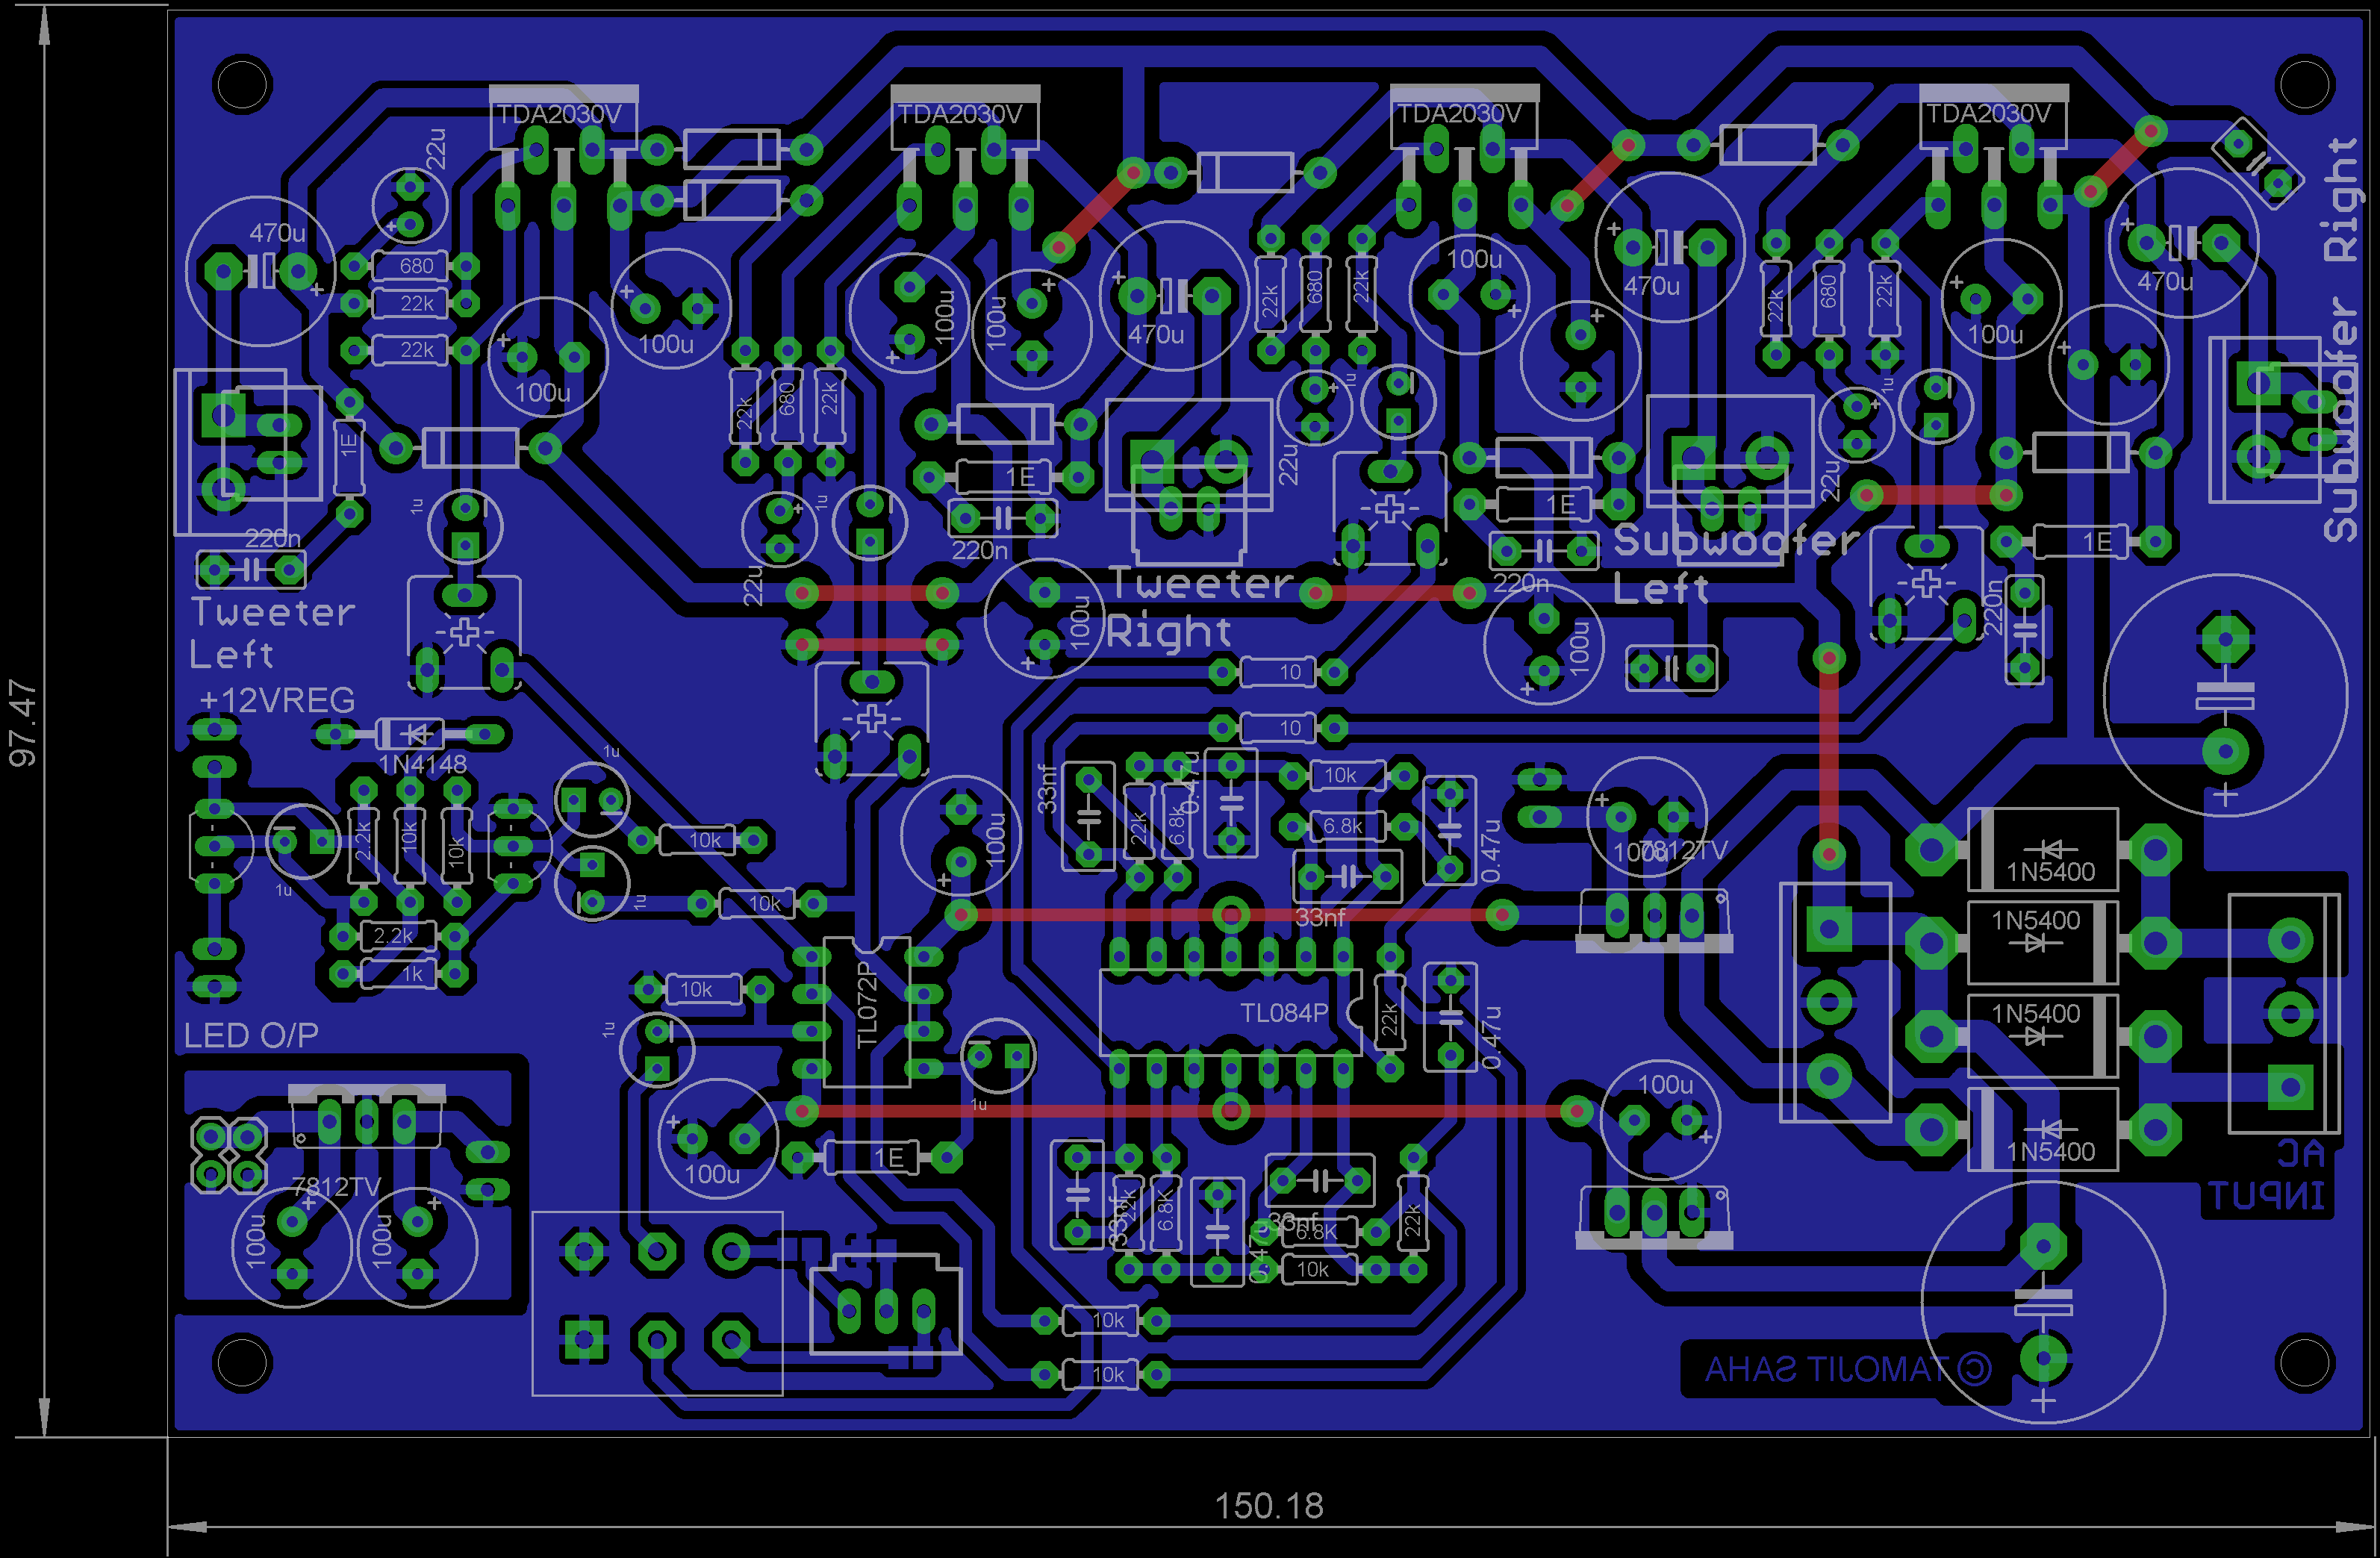 TDA2030V
TDA2030V
TDA2030V
TDA2030V
22u
470u
680
22k
22k
100u
100u
1E
1u
220n
Tweeter
Left
22k
680
22k
100u
100u
470u
1u
22u
1E
220n
100u
Tweeter
Right
22k
680
22k
100u
470u
1u
22u
1E
220n
100u
Subwoofer
Left
22k
680
22k
100u
470u
1u
22u
1E
220n
Subwoofer Right
+12VREG
1N4148
1u
2.2k
10k
10k
2.2k
1k
1u
1u
10k
10k
10k
1u
TL072P
1u
100u
100u
1E
10
10
33nf
22k
6.8k
0.47u
10k
6.8k
33nf
0.47u
TL084P
22k
0.47u
33nf
22k
6.8K
0.47u
33nf
6.8K
10k
22k
10k
10k
100u
7812TV
100u
1N5400
1N5400
1N5400
1N5400
AC
INPUT
LED O/P
7812TV
100u
100u
©TAMOJIT SAHA
97.47
150.18